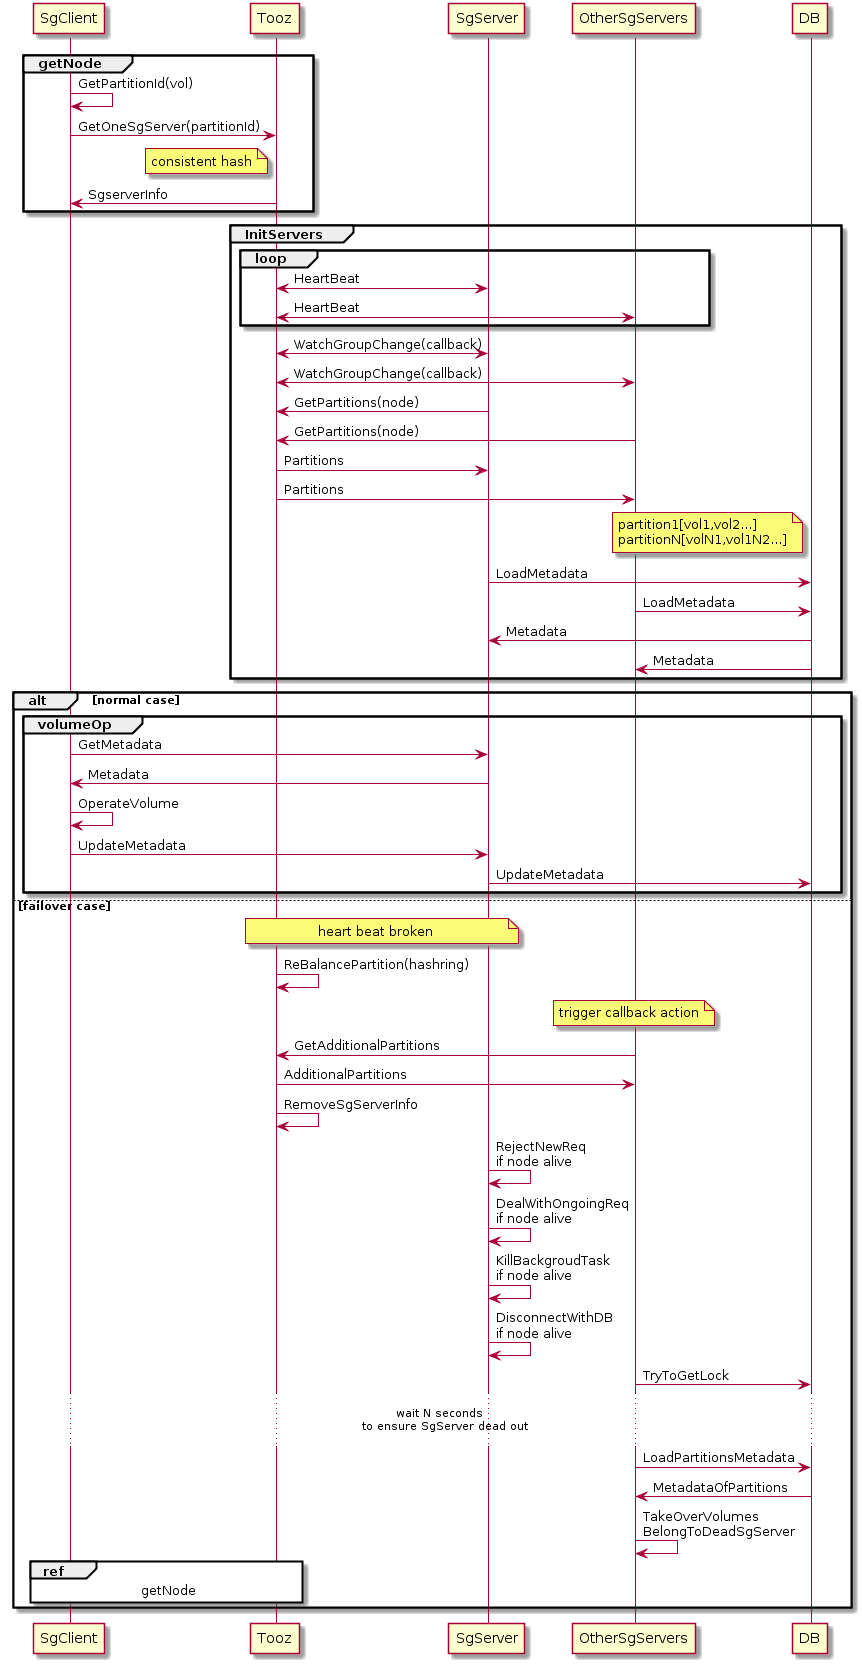 SgClient
Tooz
SgServer
OtherSgServers
DB
getNode
GetPartitionId(vol)
GetOneSgServer(partitionId)
consistent hash
SgserverInfo
InitServers
loop
HeartBeat
HeartBeat
WatchGroupChange(callback)
WatchGroupChange(callback)
GetPartitions(node)
GetPartitions(node)
Partitions
Partitions
partition1[vol1,vol2...]
partitionN[volN1,vol1N2...]
LoadMetadata
LoadMetadata
Metadata
Metadata
alt
[normal case]
volumeOp
GetMetadata
Metadata
OperateVolume
UpdateMetadata
UpdateMetadata
[failover case]
heart beat broken
ReBalancePartition(hashring)
trigger callback action
GetAdditionalPartitions
AdditionalPartitions
RemoveSgServerInfo
RejectNewReq
if node alive
DealWithOngoingReq
if node alive
KillBackgroudTask
if node alive
DisconnectWithDB
if node alive
TryToGetLock
wait N seconds
to ensure SgServer dead out
LoadPartitionsMetadata
MetadataOfPartitions
TakeOverVolumes
BelongToDeadSgServer
ref
getNode
SgClient
Tooz
SgServer
OtherSgServers
DB